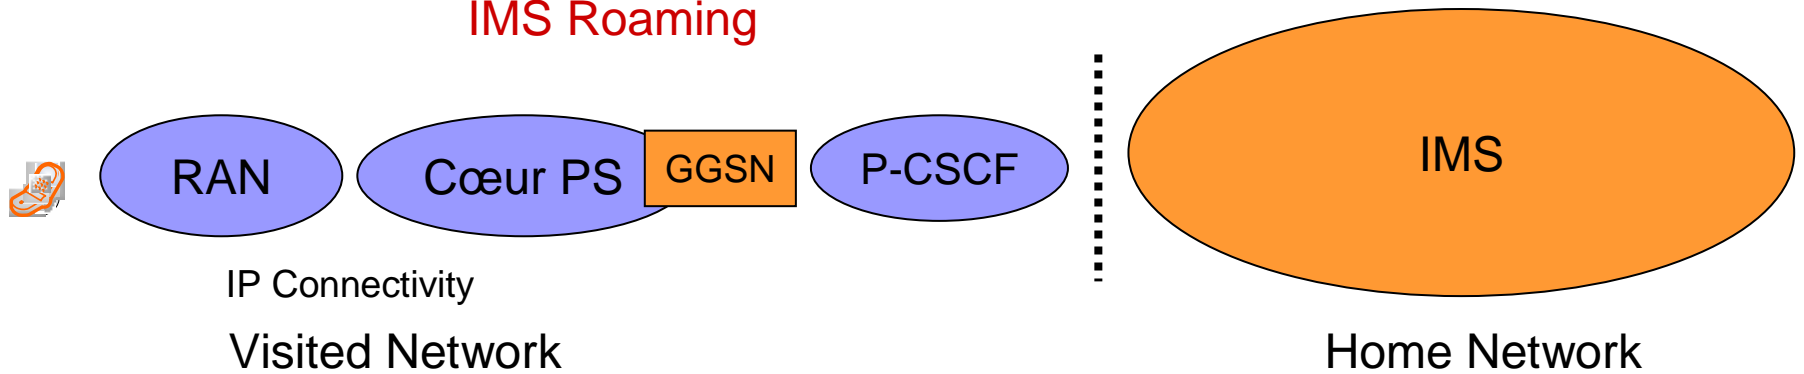 IMS Roaming
RAN
Cœur PS
GGSN
P-CSCF
IMS
IP Connectivity
Visited Network
Home Network